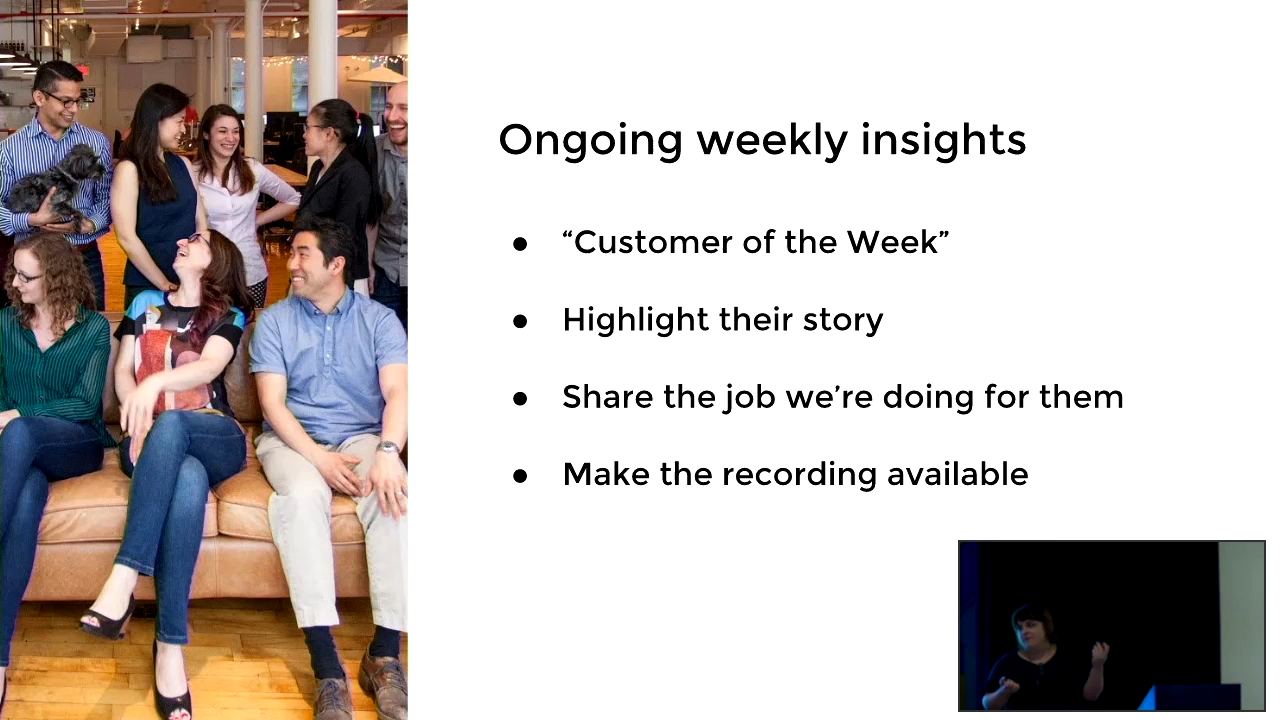 Ongoing weekly insights
● “Customer of the Week”
● Highlight their story
● Share the job we’re doing for them
● Make the recording available